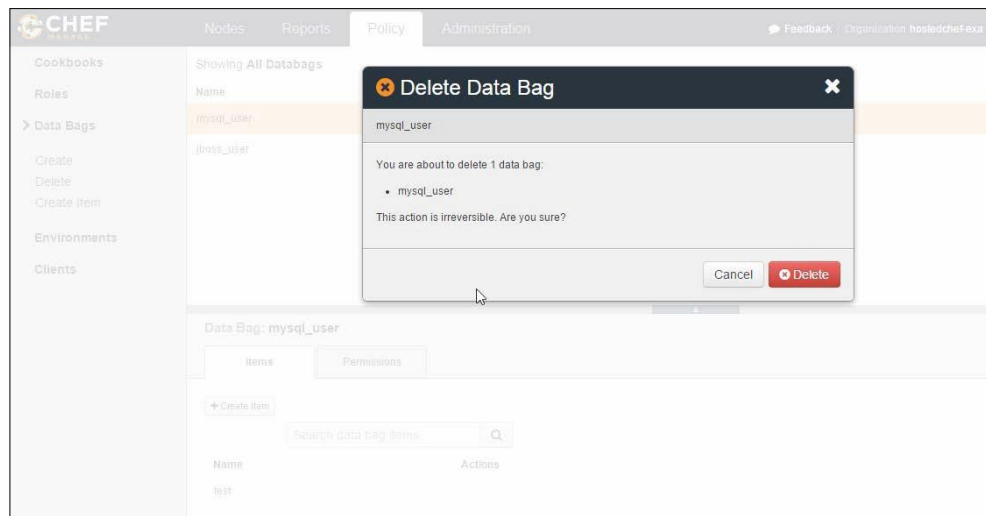 CHEF
MANAGE
Nodes Reports Policy Administration
Feedback Organization hostedchef-exa
Cookbooks
Roles
Data Bags
Create
Delete
Create Item
Environments
Clients
Showing All Databags
Name
mysql_user
jboss_user
Delete Data Bag
mysql_user
You are about to delete 1 data bag:
• mysql_user
This action is irreversible. Are you sure?
Cancel Delete
Data Bag: mysql_user
Items Permissions
+ Create Item
Search data bag items
Name Actions
test